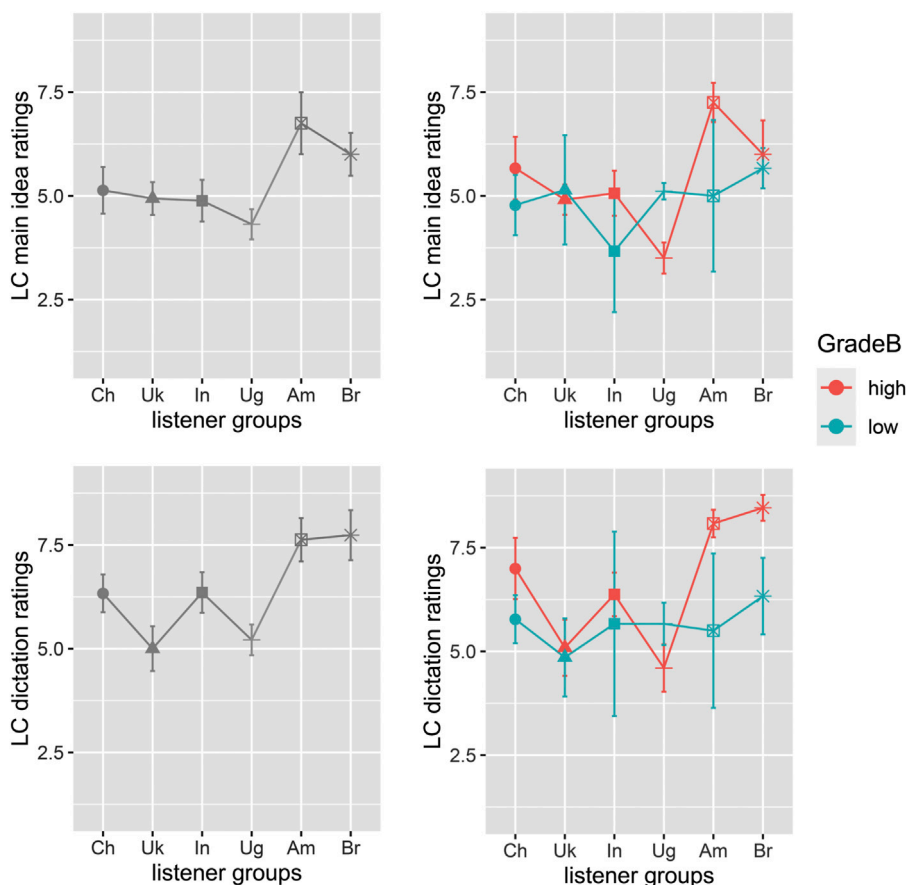 LC main idea ratings
7.5
5.0
2.5
Ch Uk In Ug Am Br
listener groups
LC main idea ratings
7.5
5.0
2.5
Ch Uk In Ug Am Br
listener groups
GradeB
high
low
LC dictation ratings
7.5
5.0
2.5
Ch Uk In Ug Am Br
listener groups
LC dictation ratings
7.5
5.0
2.5
Ch Uk In Ug Am Br
listener groups